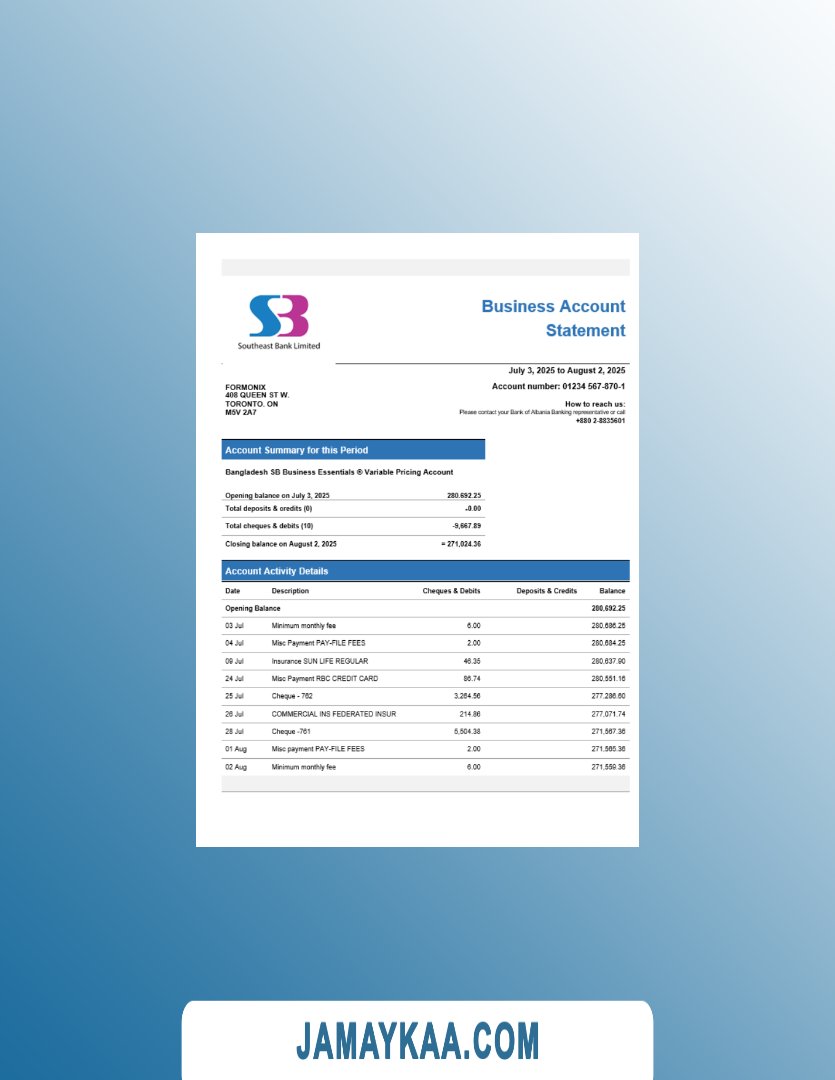 Business Account
Statement
Southeast Bank Limited
July 3, 2025 to August 2, 2025
FORMONIX
408 QUEEN ST W.
TORONTO. ON
M5V 2A7
Account number: 01234 567-870-1
How to reach us:
Please contact your Bank of Albania Banking representative or call
+880 2-8835601
Account Summary for this Period
Bangladesh SB Business Essentials ® Variable Pricing Account
Opening balance on July 3, 2025 280.692.25
Total deposits & credits (0) -0.00
Total cheques & debits (10) -9,667.89
Closing balance on August 2, 2025 = 271,024.36
Account Activity Details
Date Description Cheques & Debits Deposits & Credits Balance
Opening Balance 280,692.25
03 Jul Minimum monthly fee 6.00 280,686.25
04 Jul Misc Payment PAY-FILE FEES 2.00 280,684.25
09 Jul Insurance SUN LIFE REGULAR 46.35 280,637.90
24 Jul Misc Payment RBC CREDIT CARD 86.74 280,551.16
25 Jul Cheque - 762 3,264.56 277,286.60
26 Jul COMMERCIAL INS FEDERATED INSUR 214.86 277,071.74
28 Jul Cheque -761 5,504.38 271,567.36
01 Aug Misc payment PAY-FILE FEES 2.00 271,565.36
02 Aug Minimum monthly fee 6.00 271,559.36
JAMAYKAA.COM